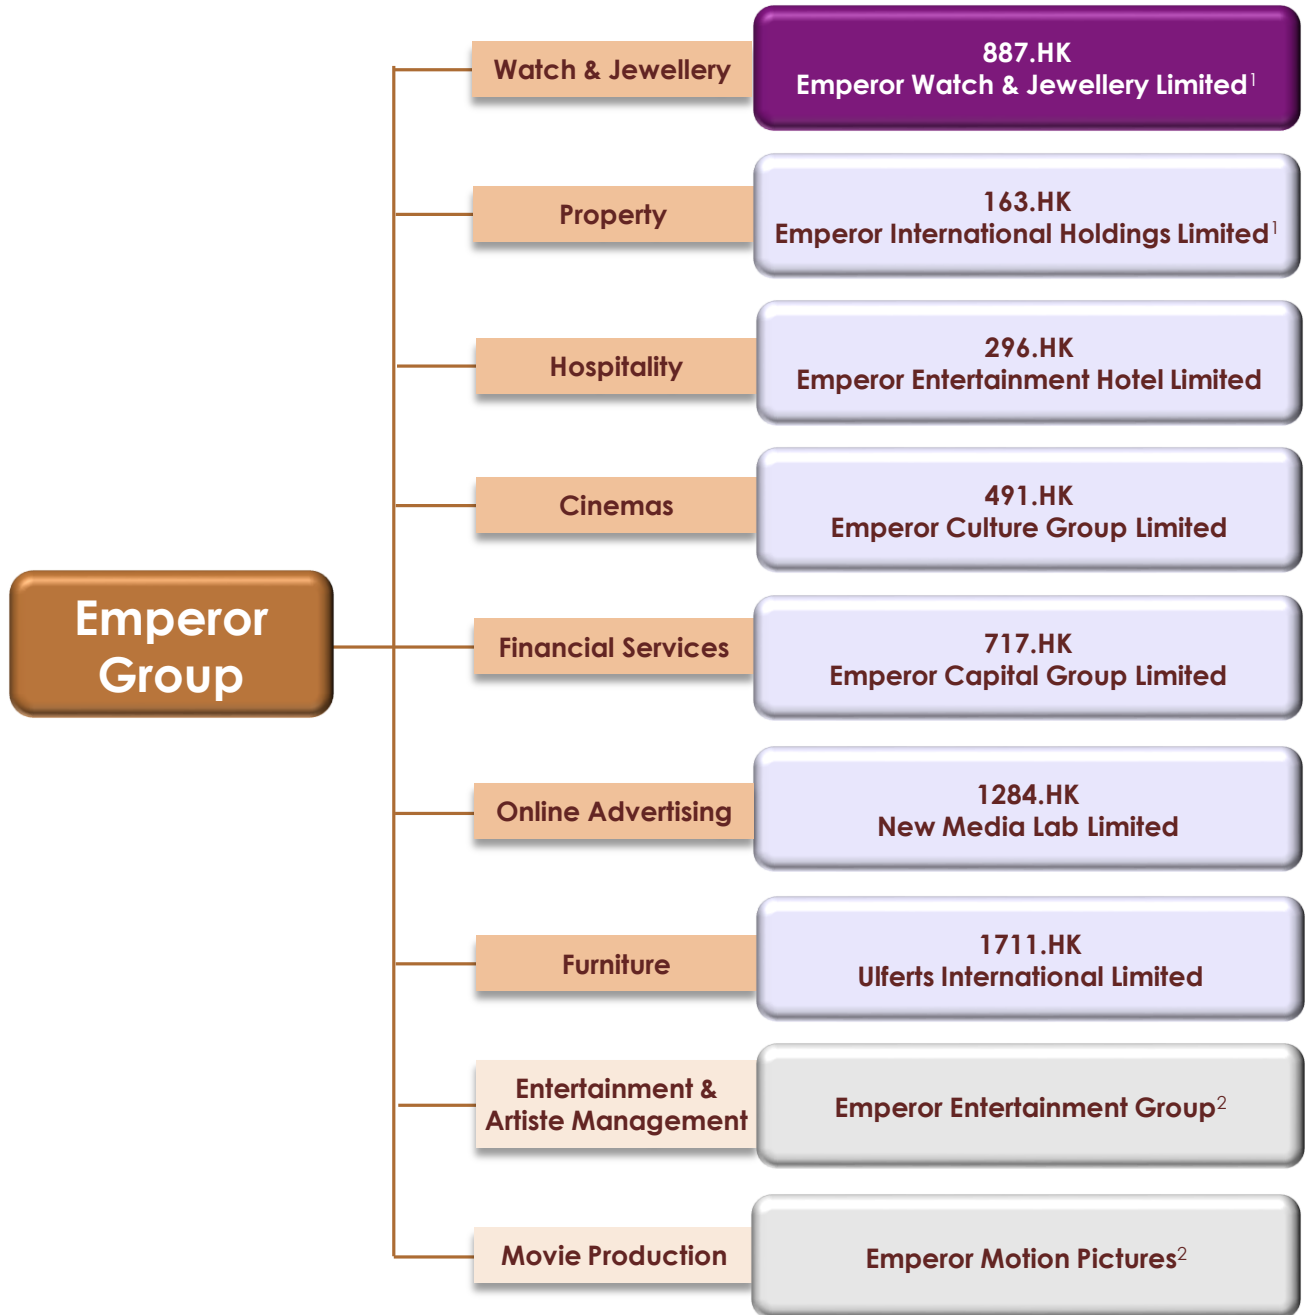 Emperor
Group
Watch & Jewellery
887.HK
Emperor Watch & Jewellery Limited¹
Property
163.HK
Emperor International Holdings Limited¹
Hospitality
296.HK
Emperor Entertainment Hotel Limited
Cinemas
491.HK
Emperor Culture Group Limited
Financial Services
717.HK
Emperor Capital Group Limited
Online Advertising
1284.HK
New Media Lab Limited
Furniture
1711.HK
Ulferts International Limited
Entertainment &
Artiste Management
Emperor Entertainment Group²
Movie Production
Emperor Motion Pictures²